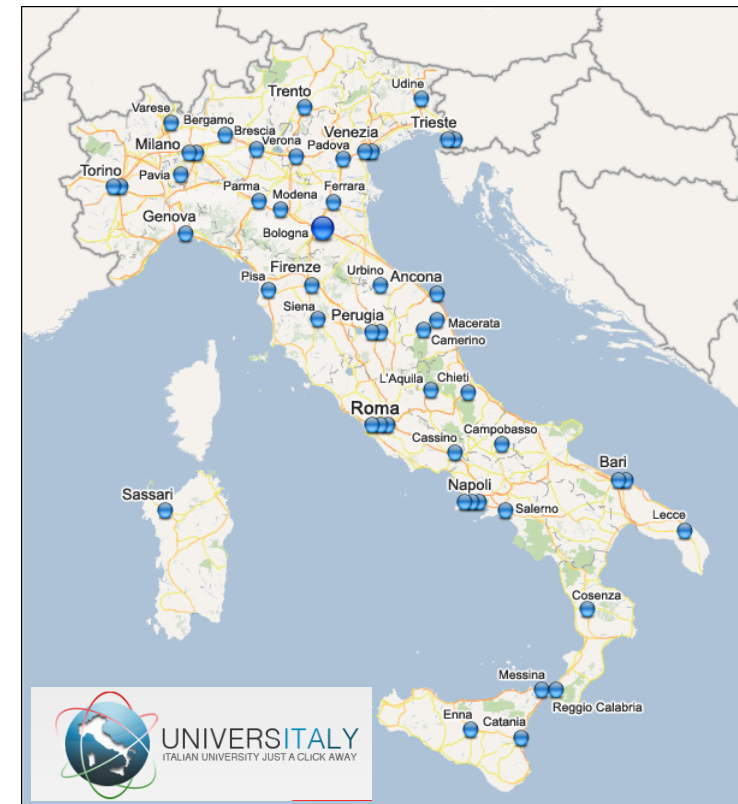 Trento
Udine
Varese
Bergamo
Brescia
Verona
Padova
Venezia
Trieste
Milano
Torino
Pavia
Parma
Modena
Ferrara
Genova
Bologna
Firenze
Pisa
Urbino
Ancona
Siena
Perugia
Macerata
Camerino
L'Aquila
Chieti
Roma
Cassino
Campobasso
Bari
Napoli
Sassari
Salerno
Lecce
Cosenza
Messina
Reggio Calabria
Enna
Catania
UNIVERSITALY
ITALIAN UNIVERSITY JUST A CLICK AWAY